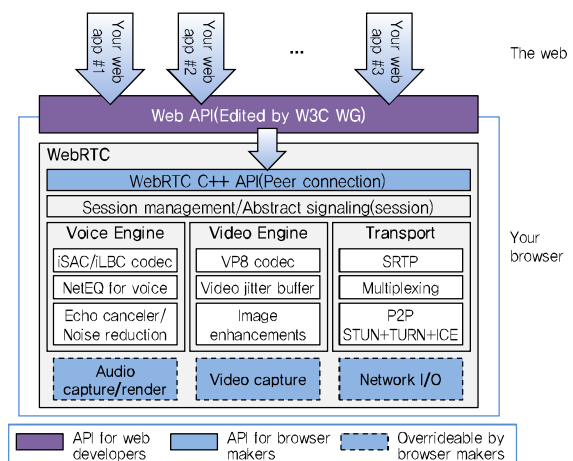 Your web
app #1
Your web
app #2
...
Your web
app #3
The web
Web API(Edited by W3C WG)
WebRTC
WebRTC C++ API(Peer connection)
Session management/Abstract signaling(session)
Your
browser
Voice Engine
iSAC/iLBC codec
NetEQ for voice
Echo canceler/
Noise reduction
Video Engine
VP8 codec
Video jitter buffer
Image
enhancements
Transport
SRTP
Multiplexing
P2P
STUN+TURN+ICE
Audio
capture/render
Video capture
Network I/O
API for web
developers
API for browser
makers
Overrideable by
browser makers